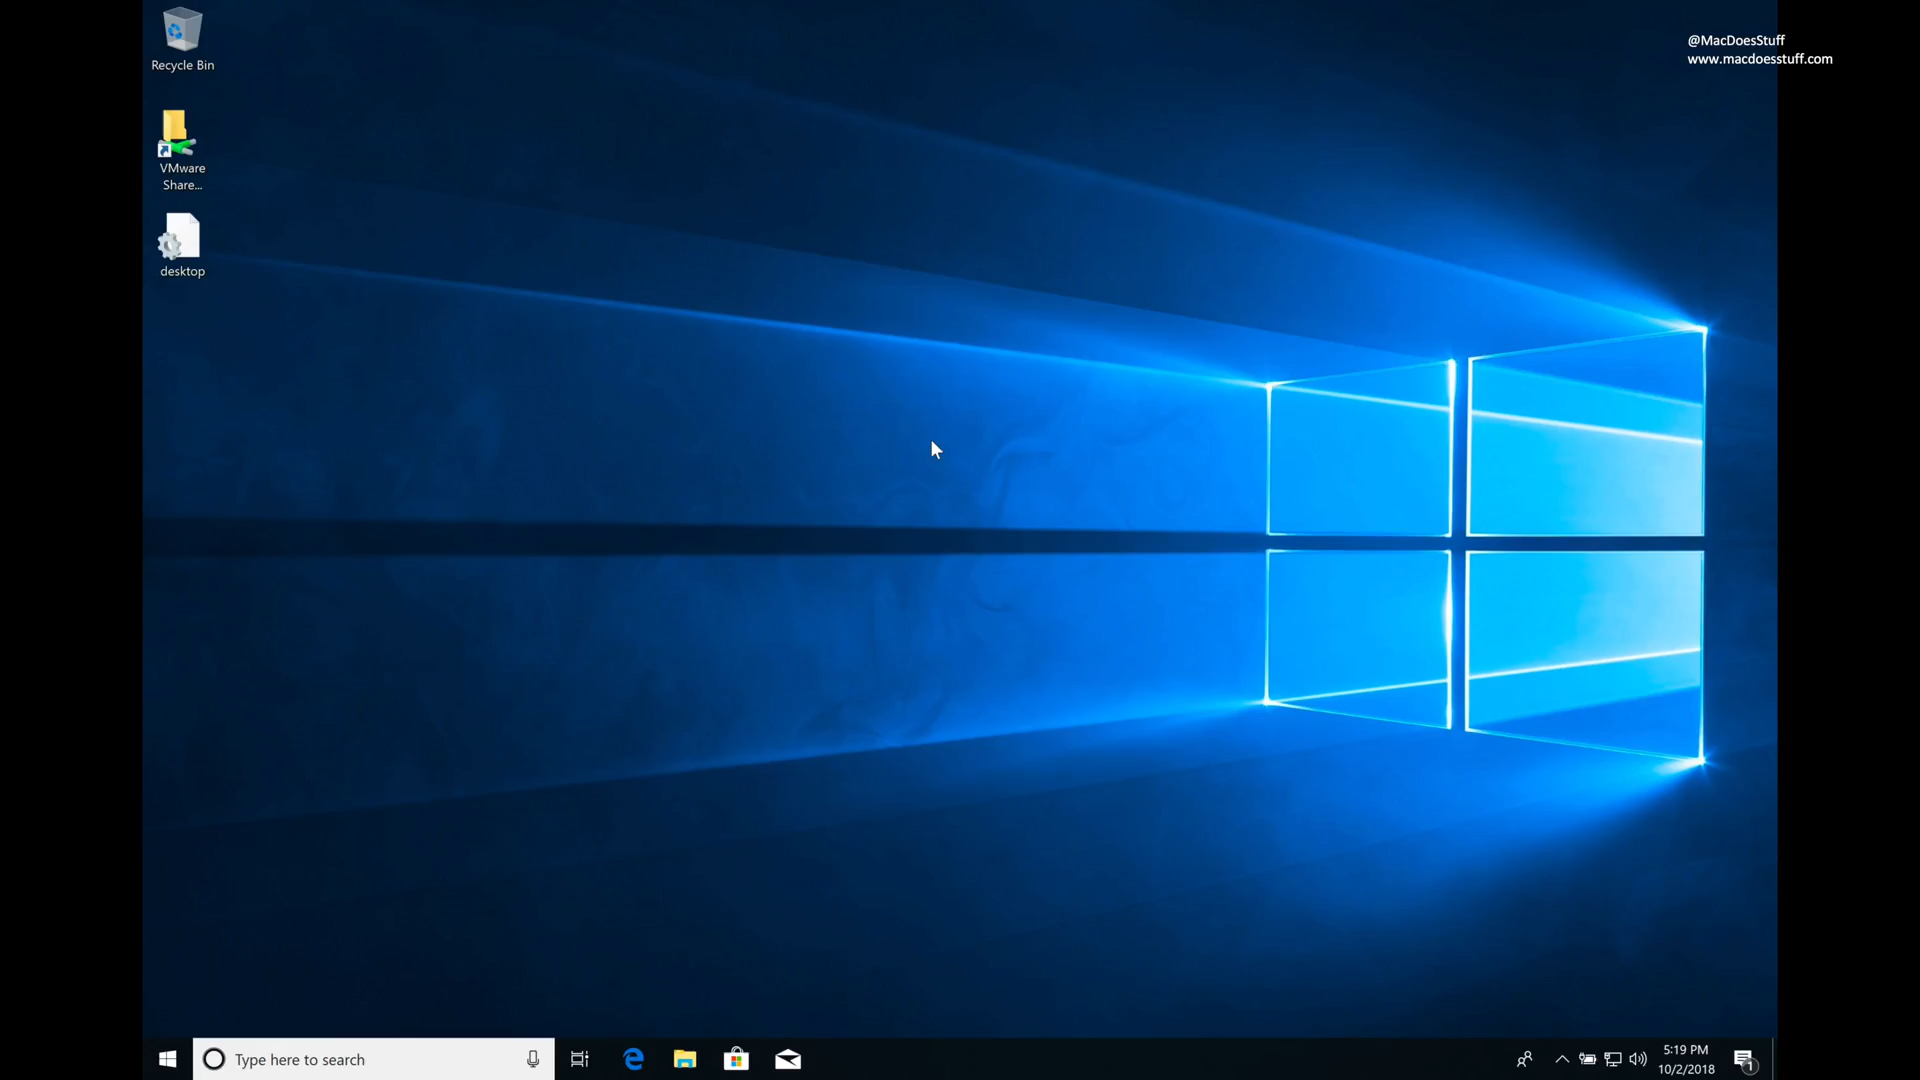 Recycle Bin
@MacDoesStuff
www.macdoesstuff.com
VMware
Share...
desktop
Type here to search
5:19 PM
10/2/2018
1